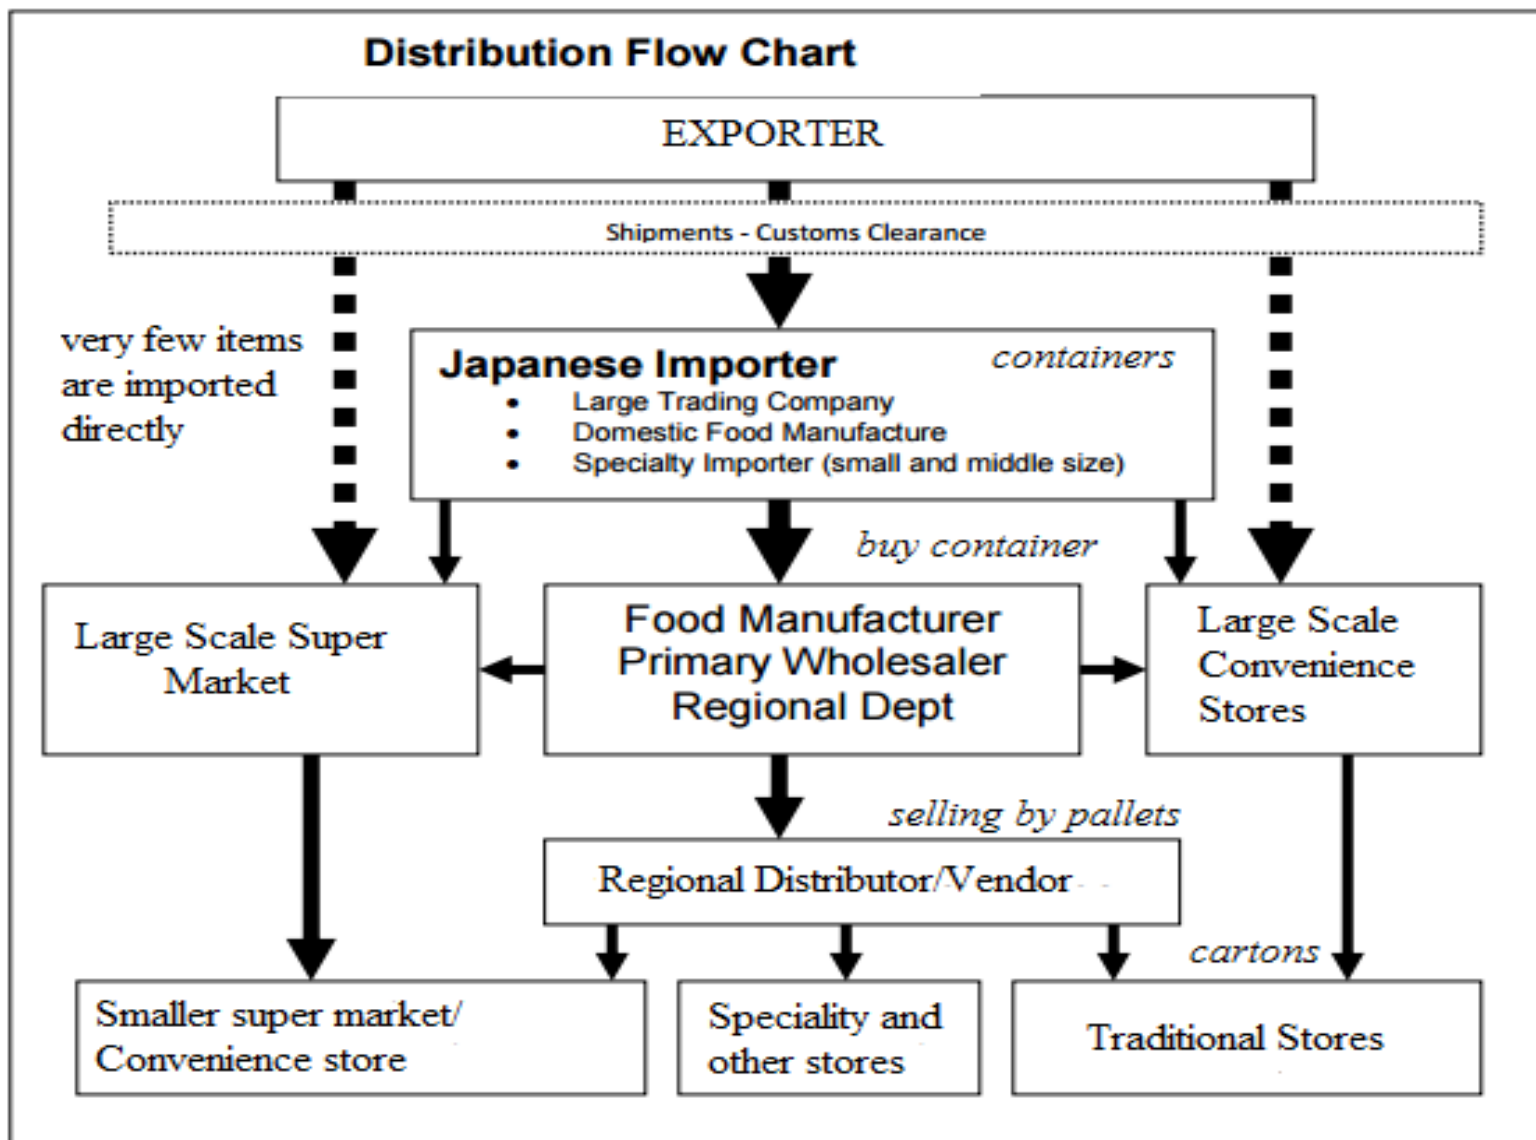 Distribution Flow Chart
EXPORTER
Shipments - Customs Clearance
very few items
are imported
directly
Japanese Importer
containers
• Large Trading Company
• Domestic Food Manufacture
• Specialty Importer (small and middle size)
buy container
Large Scale Super
Market
Food Manufacturer
Primary Wholesaler
Regional Dept
Large Scale
Convenience
Stores
selling by pallets
Regional Distributor/Vendor
cartons
Smaller super market/
Convenience store
Speciality and
other stores
Traditional Stores